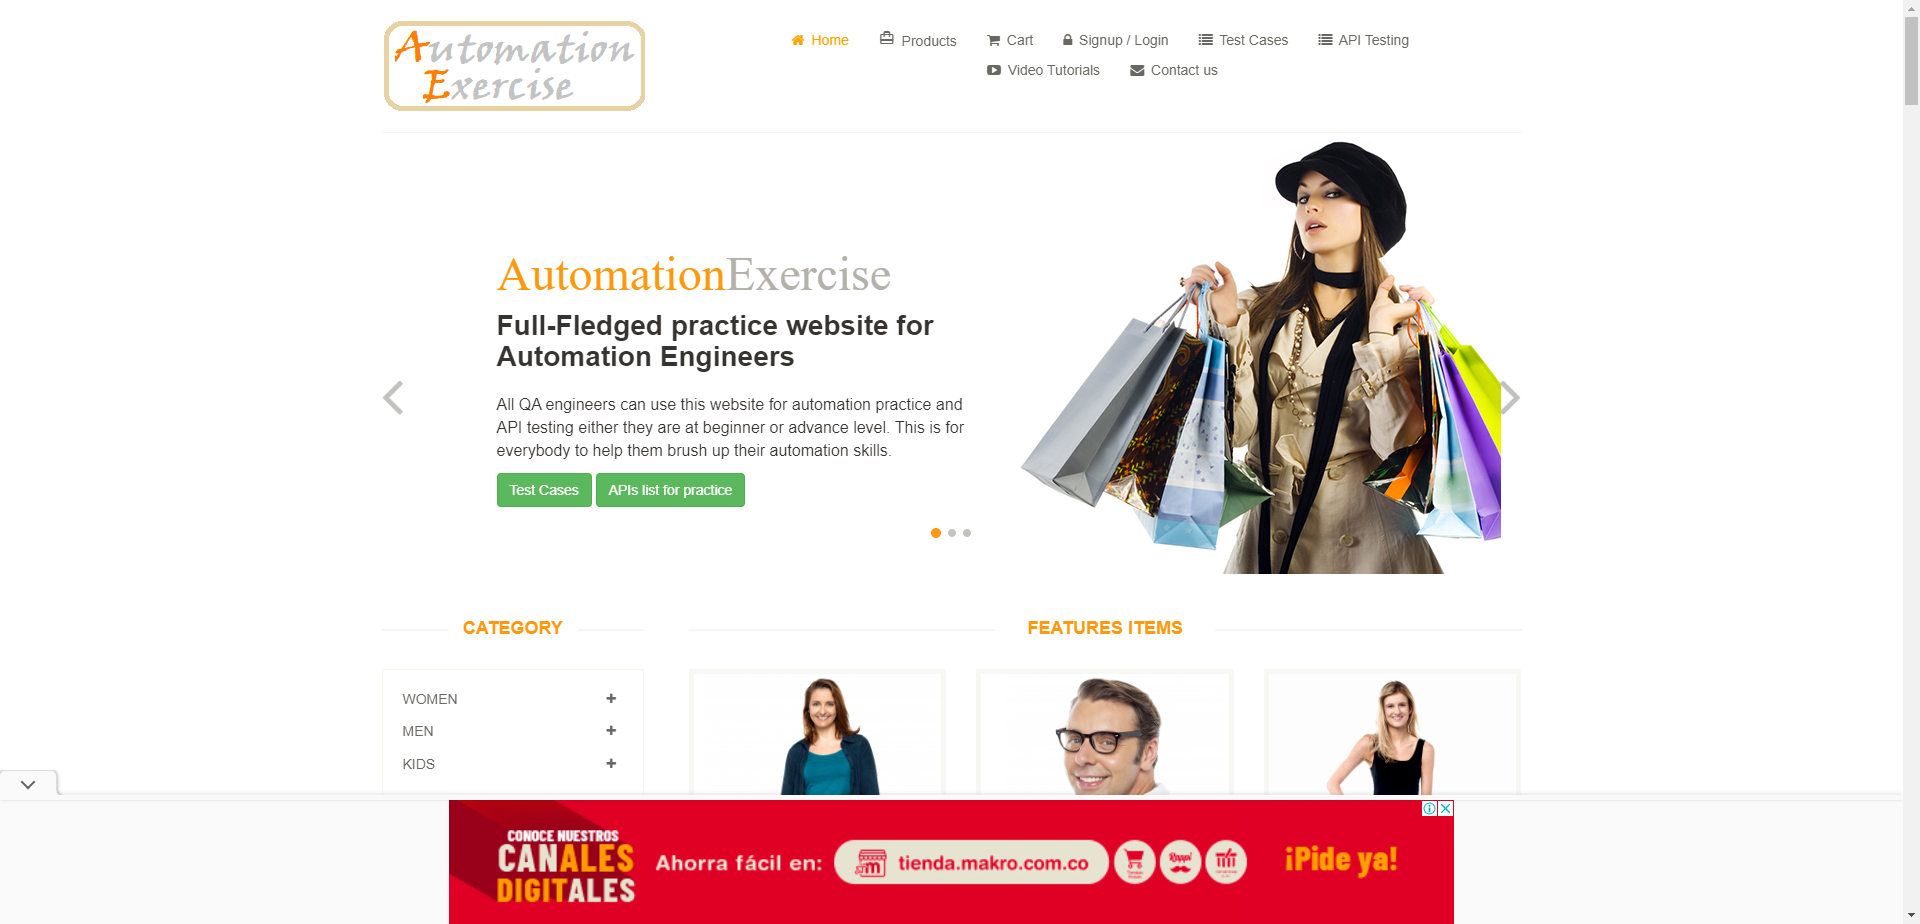 Automation
Exercise
Home
Products
Cart
Signup / Login
Test Cases
API Testing
Video Tutorials
Contact us
AutomationExercise
Full-Fledged practice website for
Automation Engineers
All QA engineers can use this website for automation practice and
API testing either they are at beginner or advance level. This is for
everybody to help them brush up their automation skills.
Test Cases
APIs list for practice
CATEGORY
FEATURES ITEMS
WOMEN
MEN
KIDS
CONOCE NUESTROS
CANALES
DIGITALES
Ahorra fácil en:
tienda.makro.com.co
Rappi
¡Pide ya!